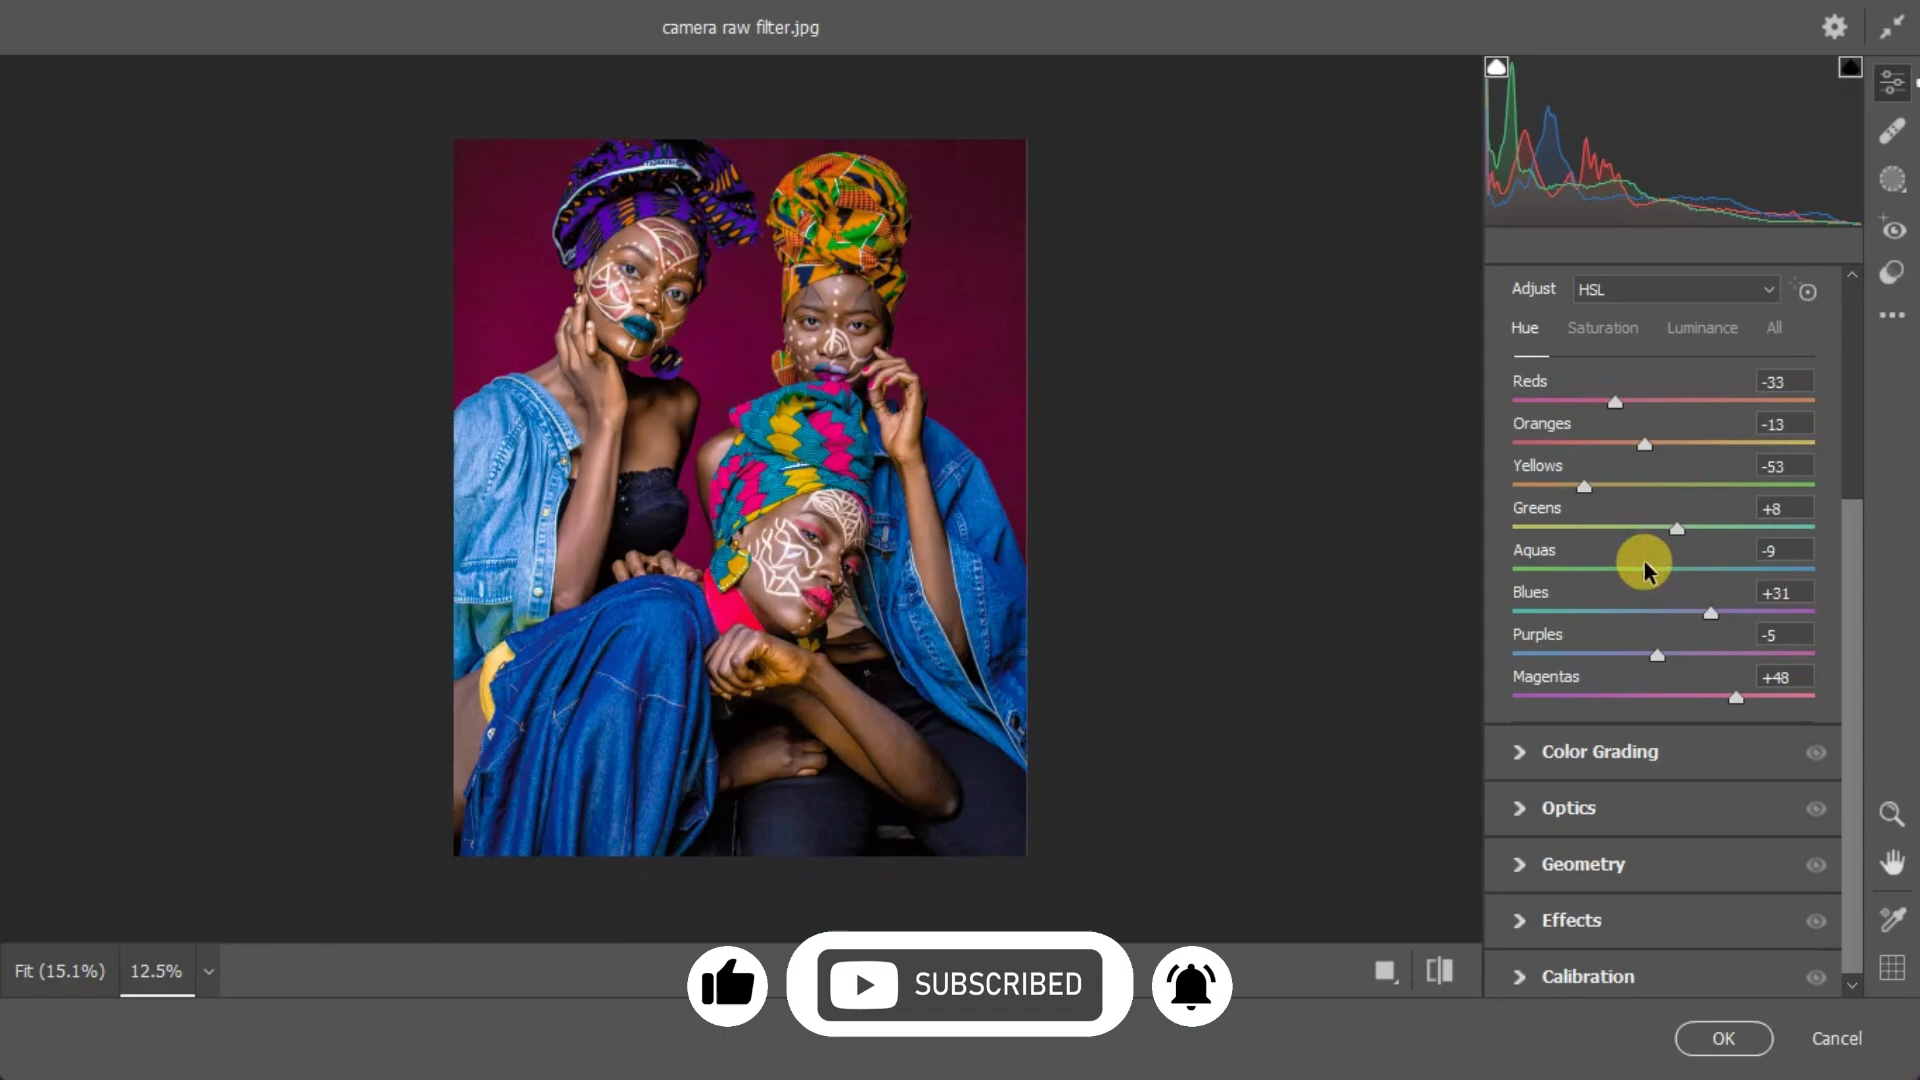 camera raw filter.jpg
Adjust HSL
Hue Saturation Luminance All
Reds -33
Oranges -13
Yellows -53
Greens +8
Aquas -9
Blues +31
Purples -5
Magentas +48
Color Grading
Optics
Geometry
Effects
Calibration
Fit (15.1%) 12.5%
SUBSCRIBED
OK Cancel